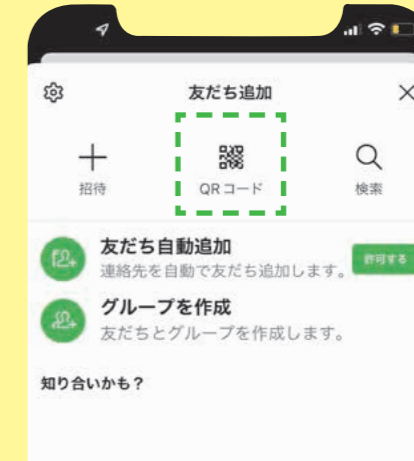 友だち追加
招待
QRコード
検索
友だち自動追加
連絡先を自動で友だち追加します。
許可する
グループを作成
友だちとグループを作成します。
知り合いかも？